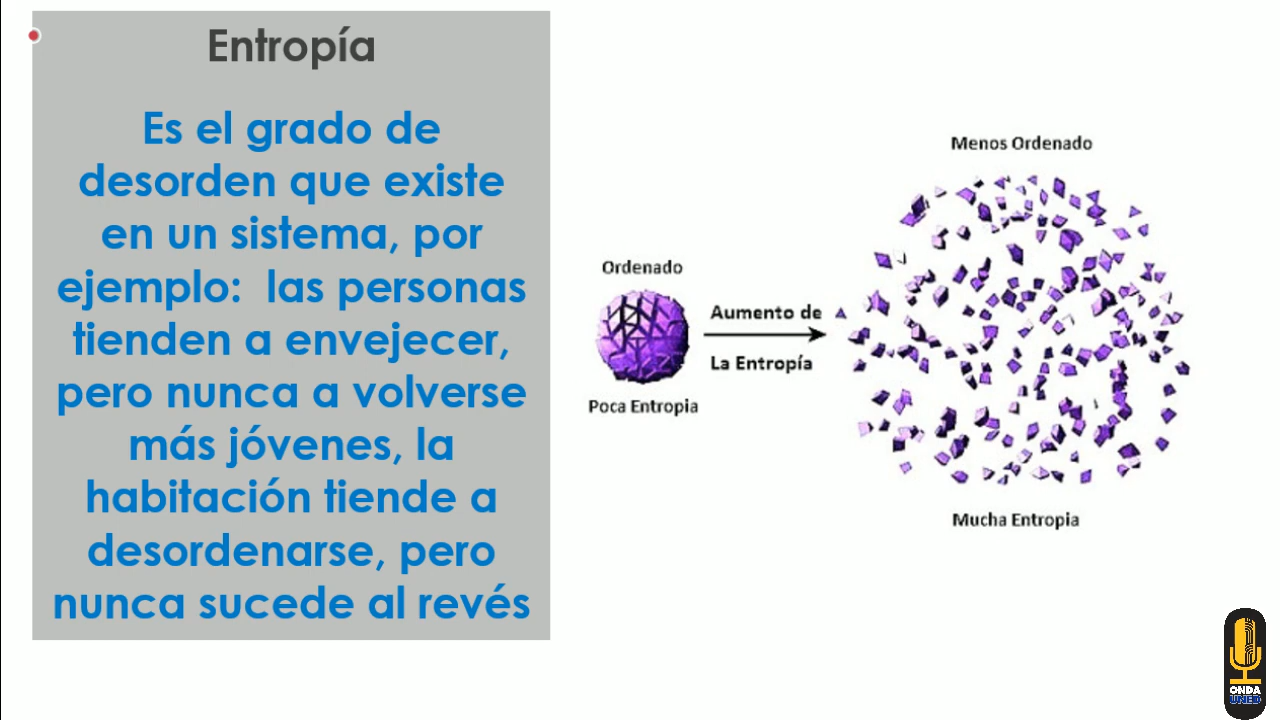 Entropía
Es el grado de
desorden que existe
en un sistema, por
ejemplo:  las personas
tienden a envejecer,
pero nunca a volverse
más jóvenes, la
habitación tiende a
desordenarse, pero
nunca sucede al revés
Ordenado
Poca Entropia
Aumento de
La Entropía
Menos Ordenado
Mucha Entropia
ONDA
UNED